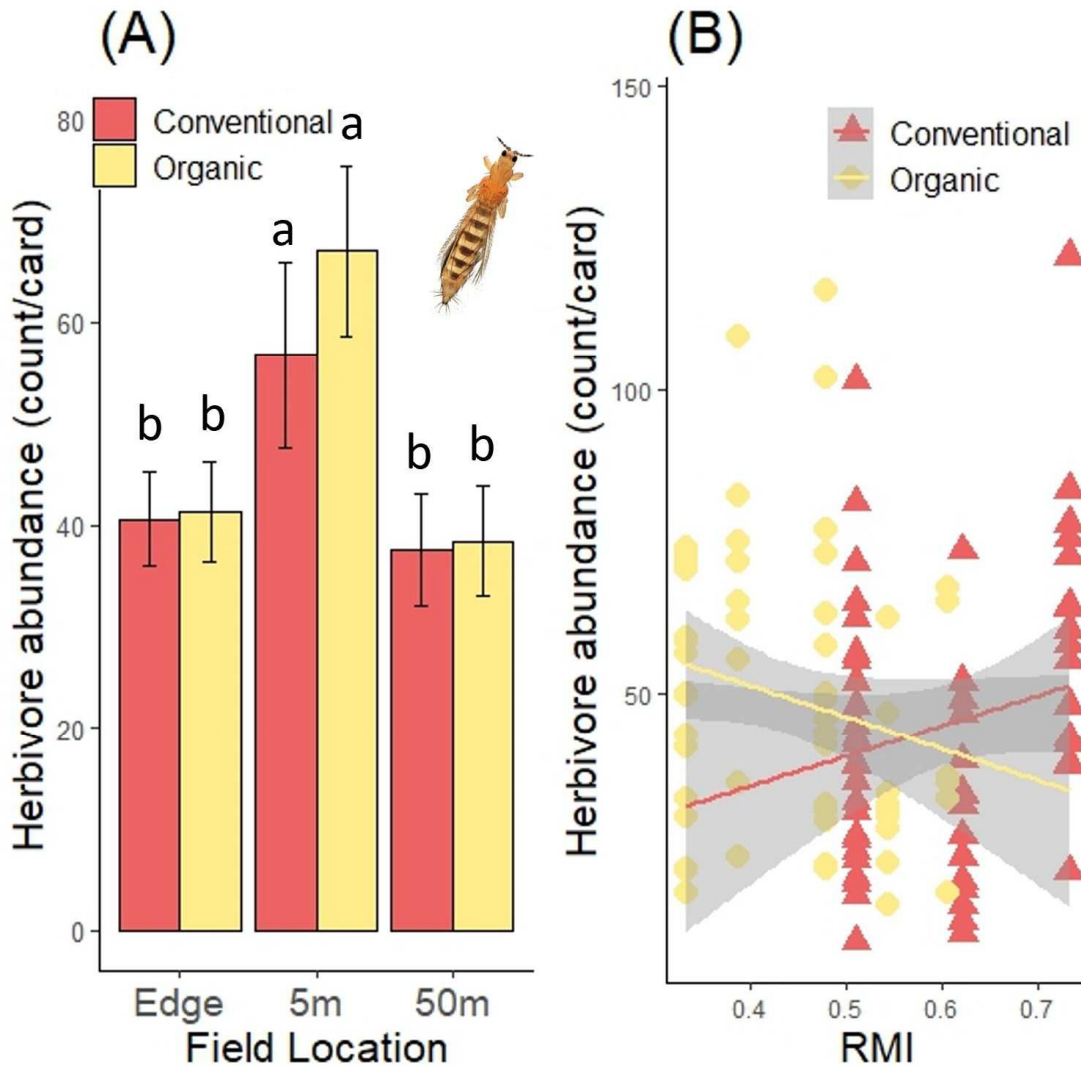 (A)
Conventional
Organic
a
a
b
b
b
b
80
60
40
20
0
Herbivore abundance (count/card)
Edge
5m
50m
Field Location
(B)
Conventional
Organic
150
100
50
Herbivore abundance (count/card)
0.4
0.5
0.6
0.7
RMI